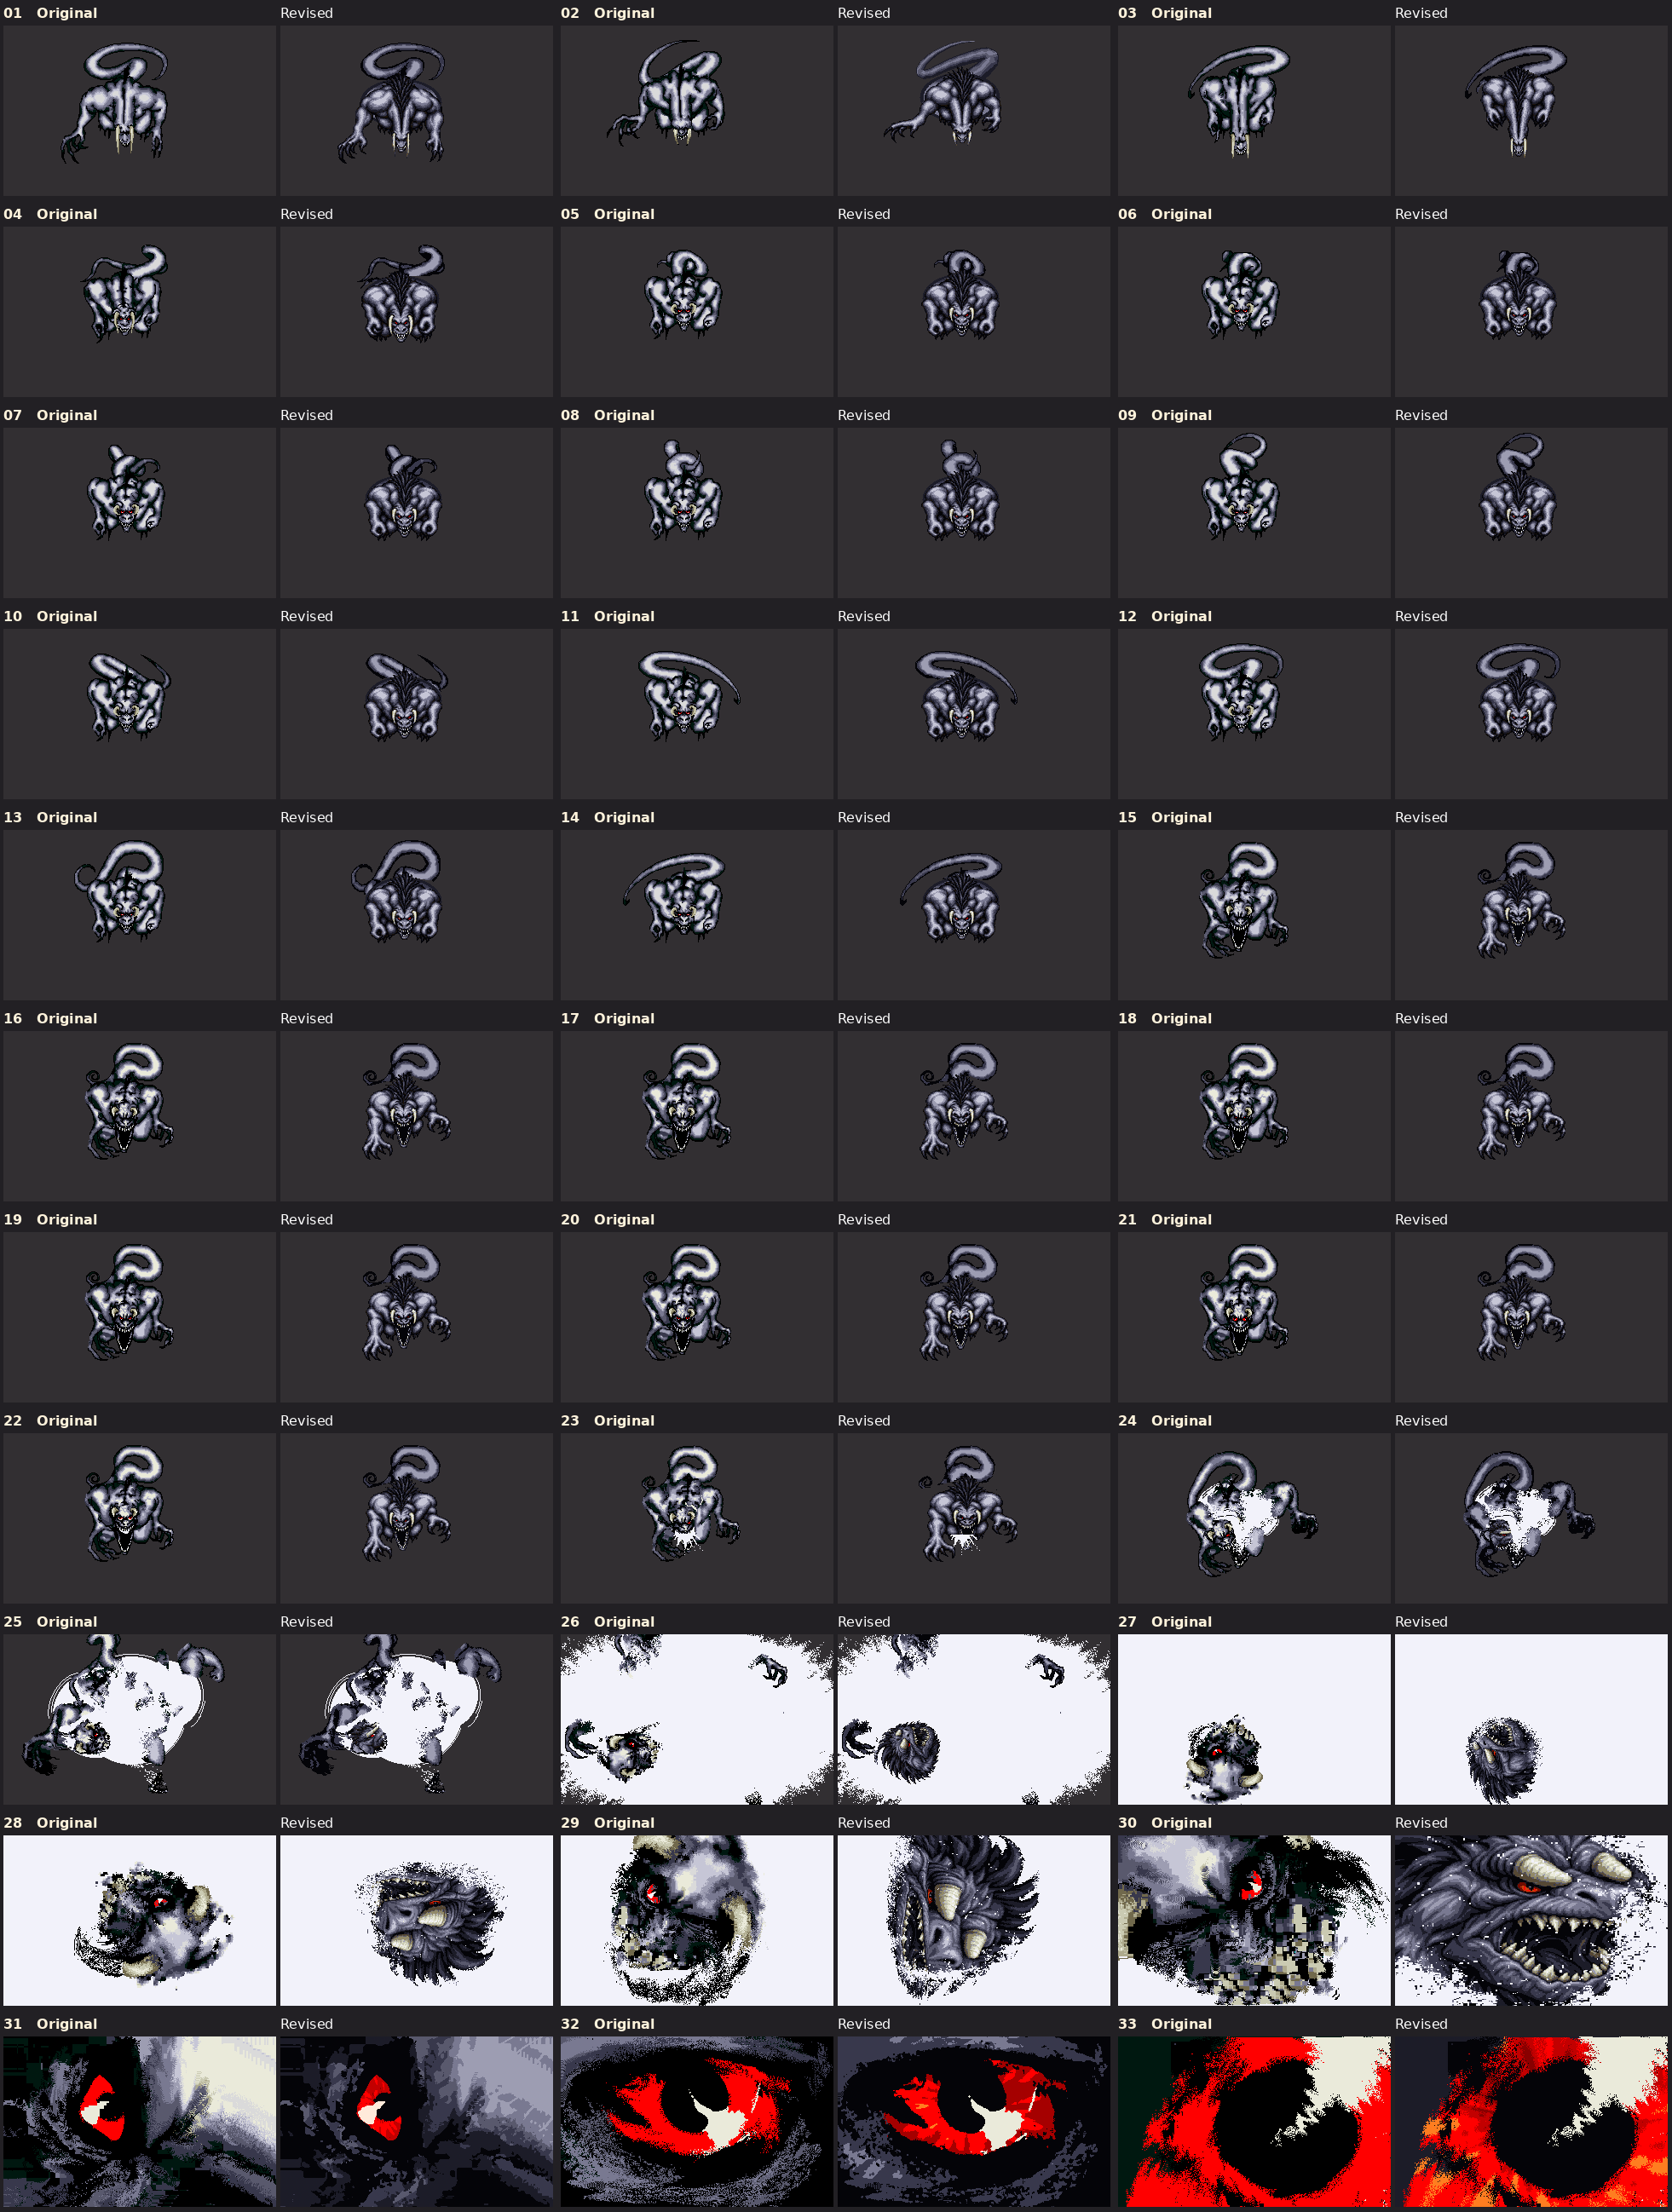 01 Original Revised 02 Original Revised 03 Original Revised
04 Original Revised 05 Original Revised 06 Original Revised
07 Original Revised 08 Original Revised 09 Original Revised
10 Original Revised 11 Original Revised 12 Original Revised
13 Original Revised 14 Original Revised 15 Original Revised
16 Original Revised 17 Original Revised 18 Original Revised
19 Original Revised 20 Original Revised 21 Original Revised
22 Original Revised 23 Original Revised 24 Original Revised
25 Original Revised 26 Original Revised 27 Original Revised
28 Original Revised 29 Original Revised 30 Original Revised
31 Original Revised 32 Original Revised 33 Original Revised